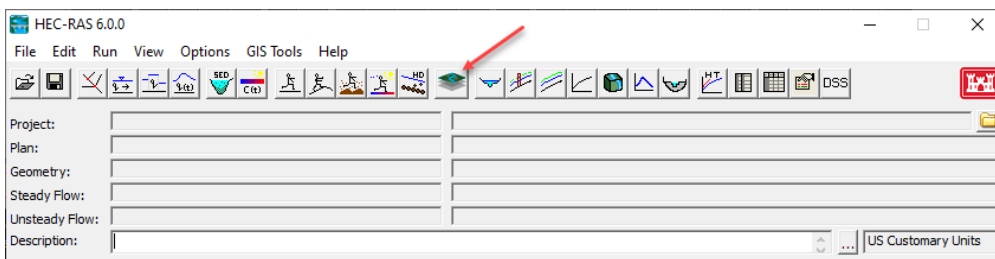 HEC-RAS 6.0.0
File Edit Run View Options GIS Tools Help
SED C(t) HD HT DSS
Project:
Plan:
Geometry:
Steady Flow:
Unsteady Flow:
Description: ... US Customary Units